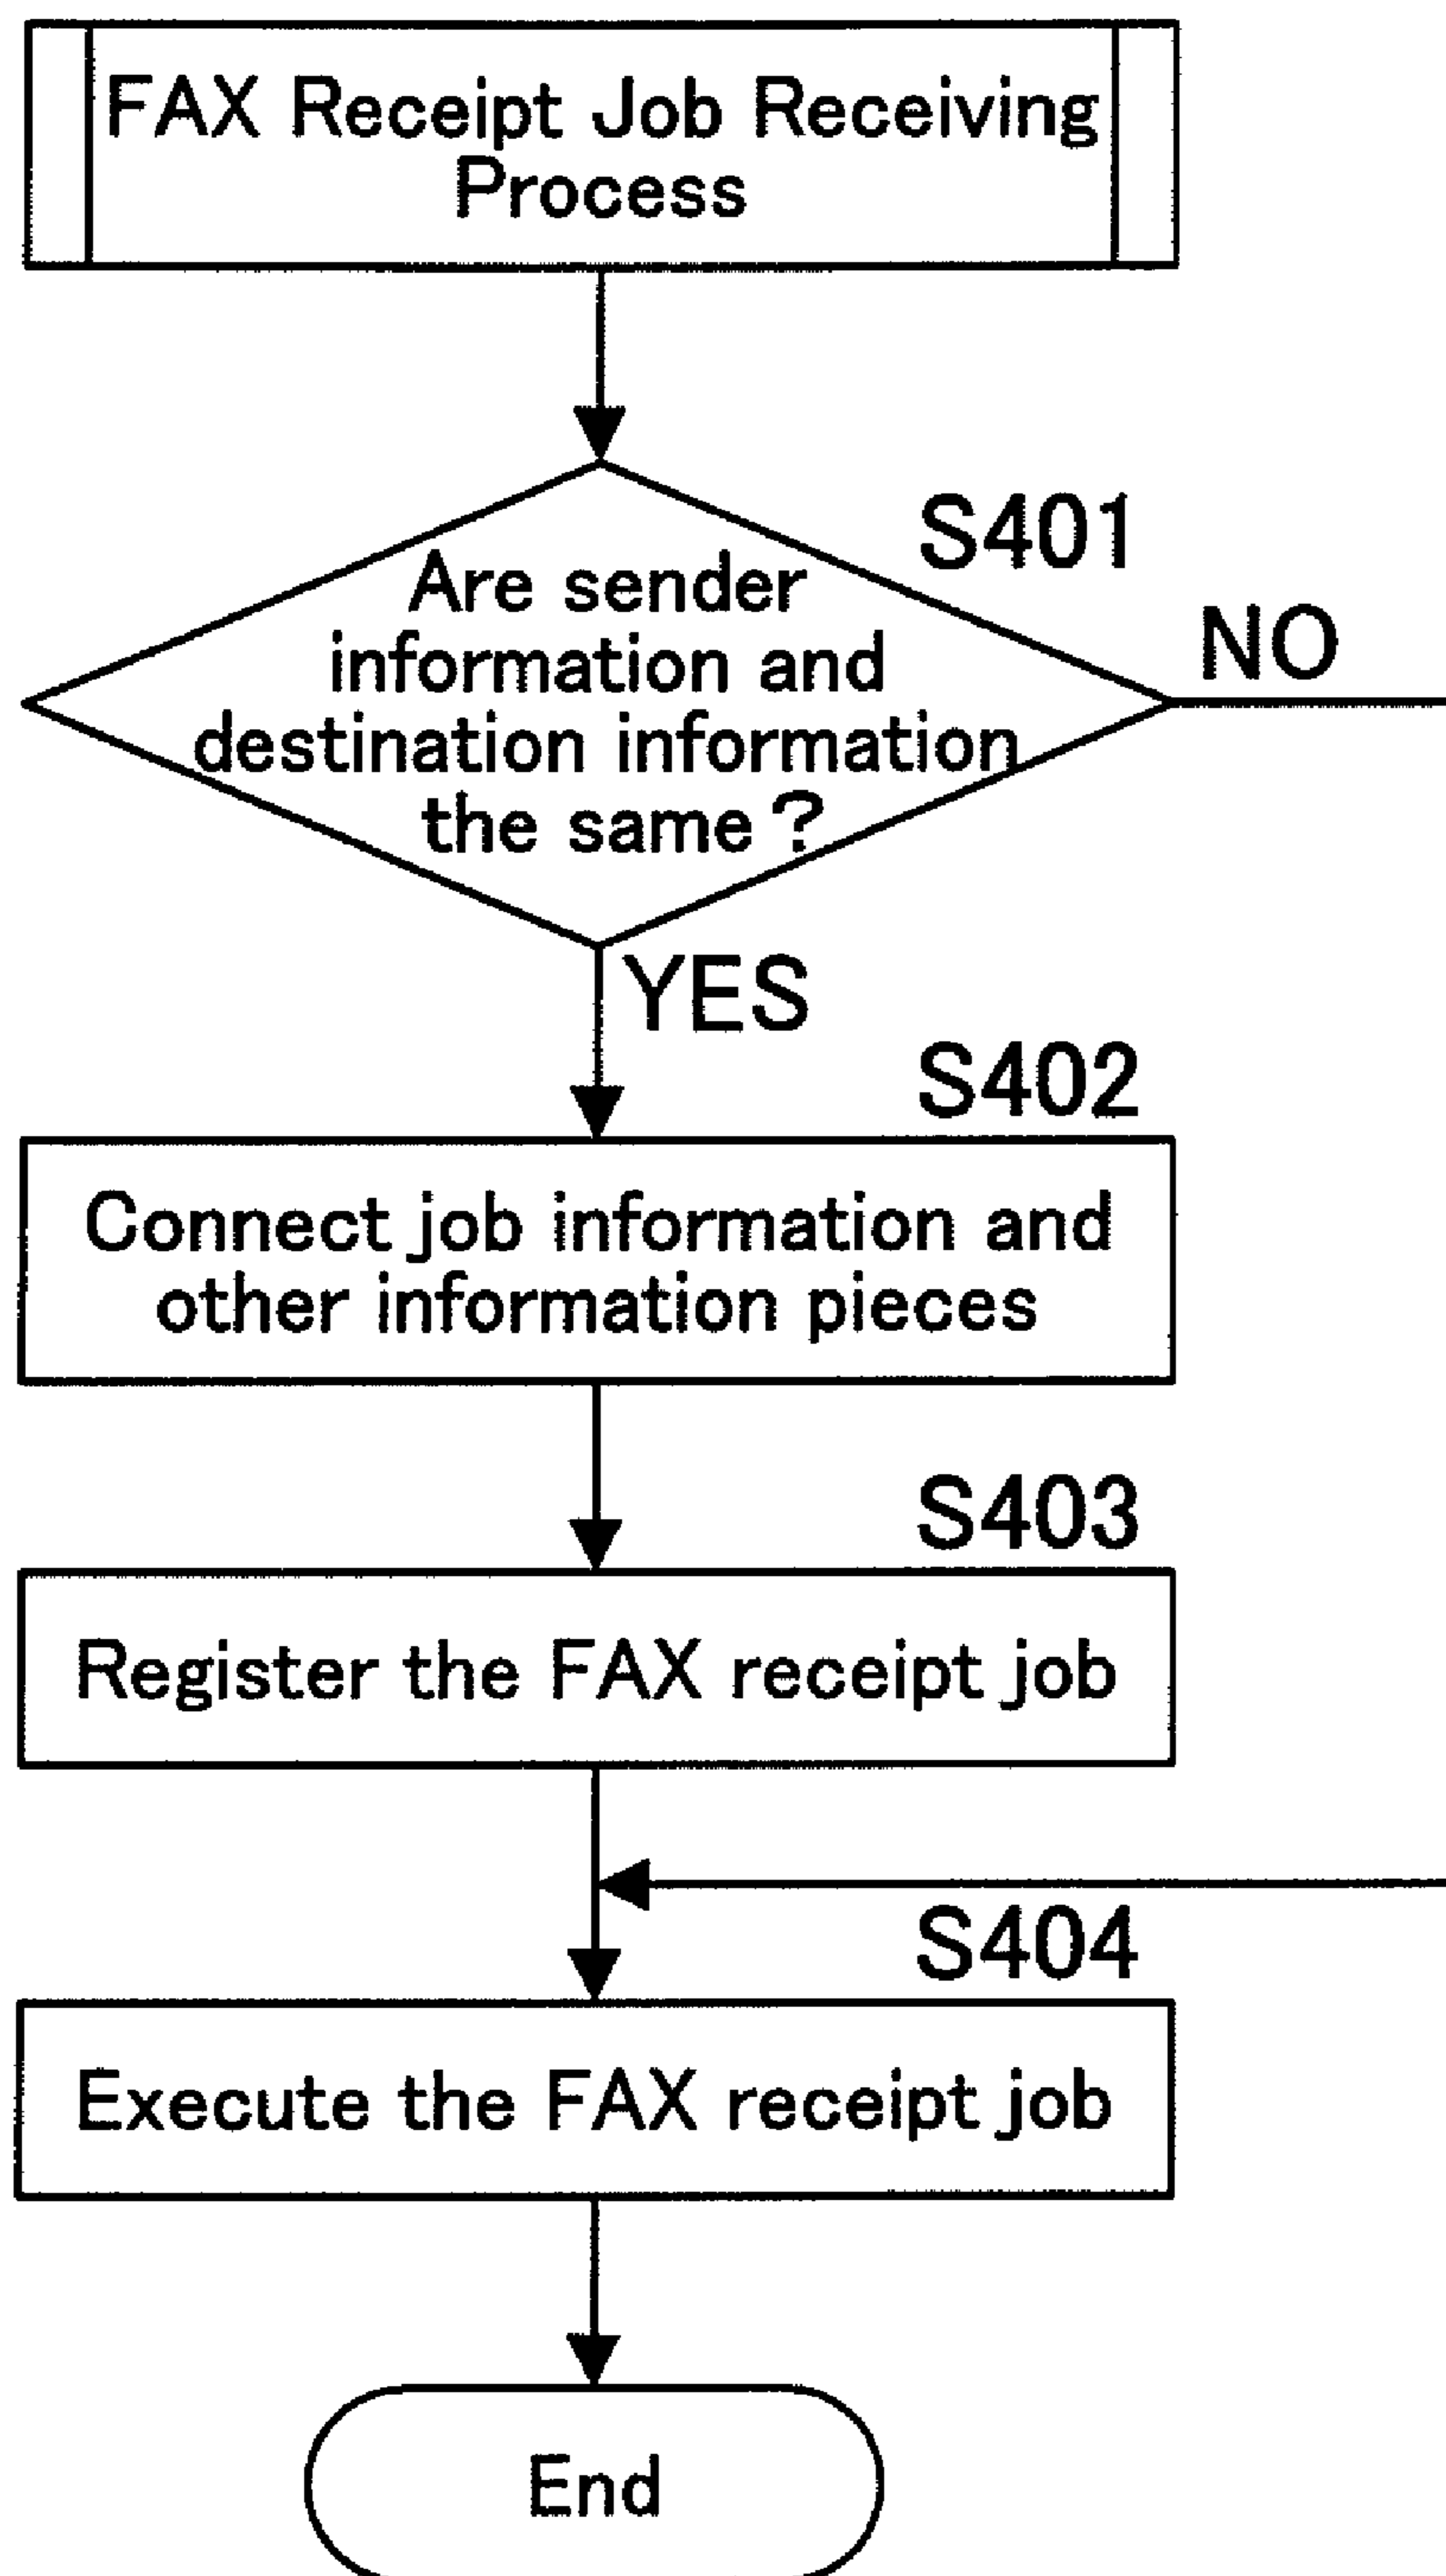 FAX Receipt Job Receiving
Process
S401
Are sender
information and
destination information
the same?
NO
YES
S402
Connect job information and
other information pieces
S403
Register the FAX receipt job
S404
Execute the FAX receipt job
End